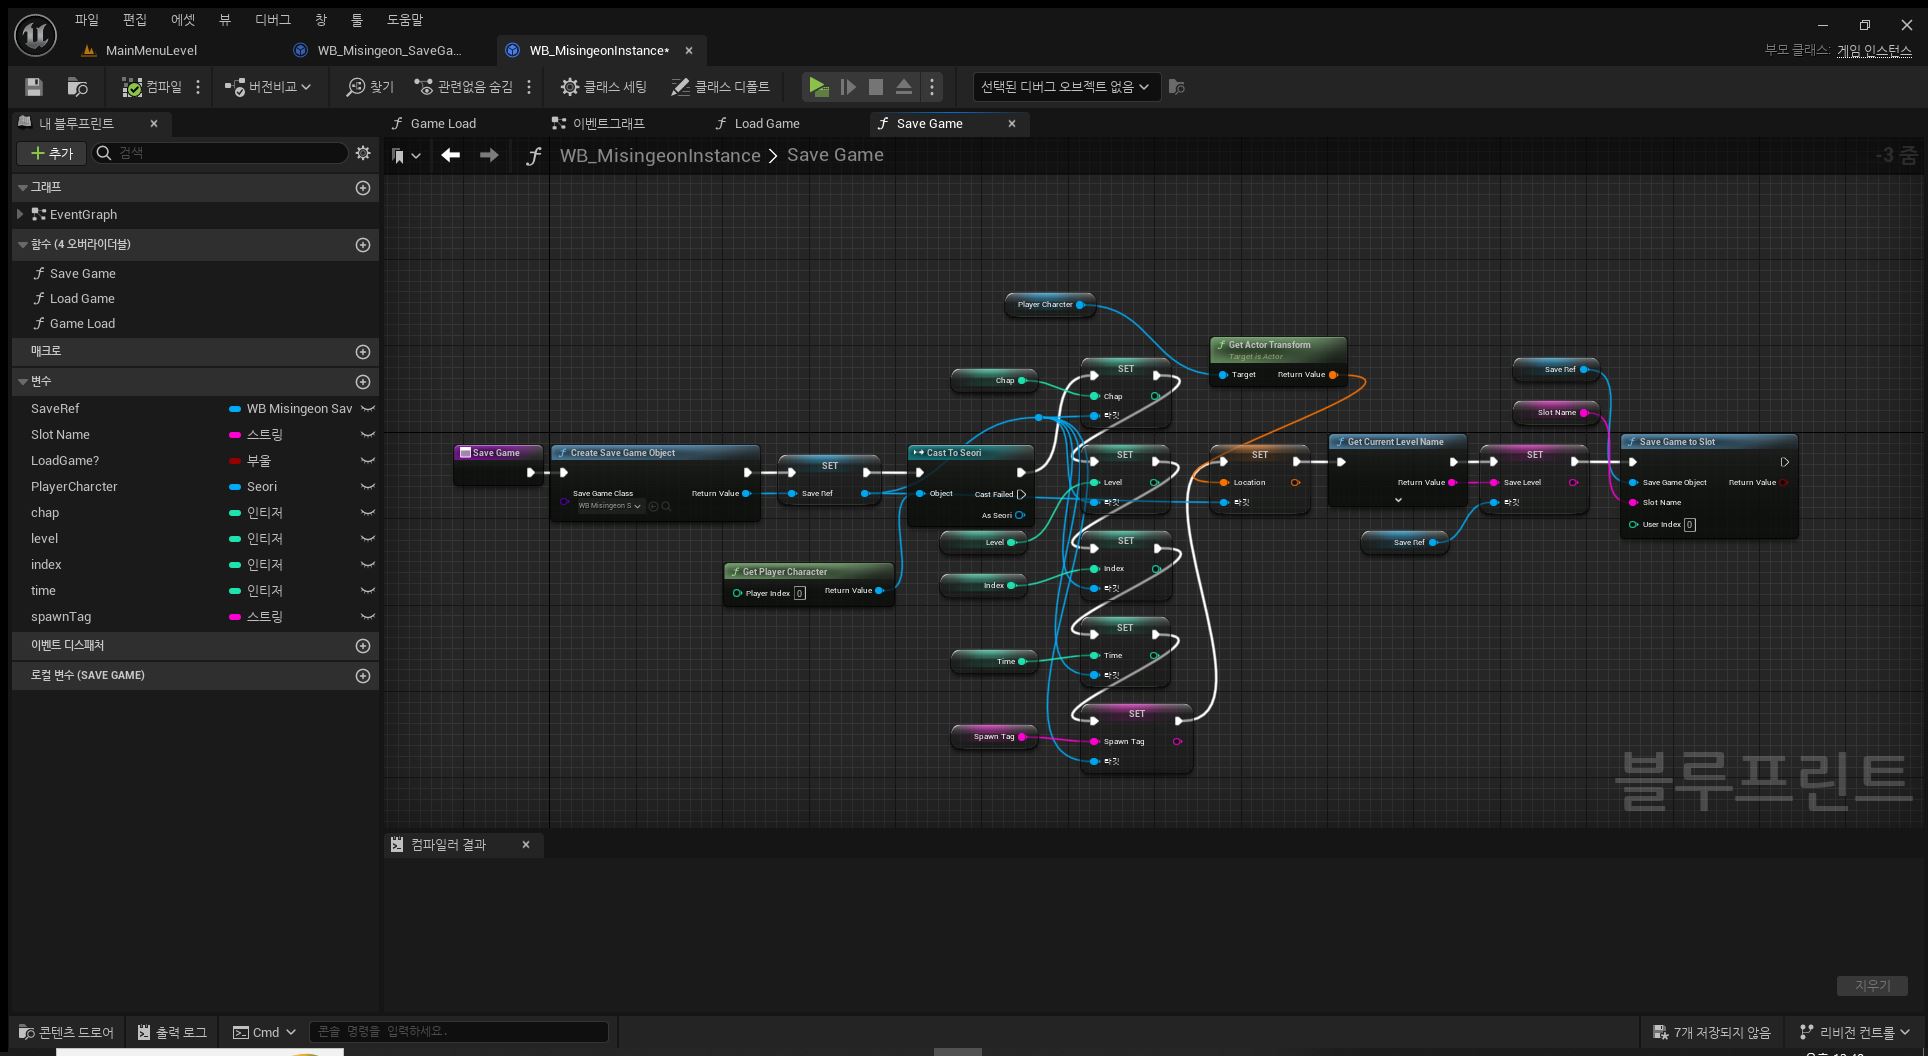 파일 편집 에셋 뷰 디버그 창 툴 도움말
MainMenuLevel WB_Misingeon_SaveGa... WB_MisingeonInstance*
부모 클래스: 게임 인스턴스
컴파일 버전비교 찾기 관련없음 숨김 클래스 세팅 클래스 디폴트 선택된 디버그 오브젝트 없음
내 블루프린트
Game Load 이벤트그래프 Load Game Save Game
추가 검색
WB_MisingeonInstance > Save Game
-3 줌
그래프
EventGraph
함수 (4 오버라이더블)
Save Game
Load Game
Game Load
매크로
변수
SaveRef WB Misingeon Sav
Slot Name 스트링
LoadGame? 부울
PlayerCharcter Seori
chap 인티저
level 인티저
index 인티저
time 인티저
spawnTag 스트링
이벤트 디스패처
로컬 변수 (SAVE GAME)
Player Charcter
Get Actor Transform
Target is Actor
Target Return Value
Chap
SET
Chap
타깃
Save Game
Create Save Game Object
Save Game Class
WB Misingeon S
Return Value
SET
Save Ref
Cast To Seori
Object Cast Failed
As Seori
Get Player Character
Player Index 0 Return Value
Level
SET
Level
타깃
Index
SET
Index
타깃
Time
SET
Time
타깃
Spawn Tag
SET
Spawn Tag
타깃
SET
Location
타깃
Get Current Level Name
Return Value
Save Ref
SET
Save Level
타깃
Save Ref
Slot Name
Save Game to Slot
Save Game Object Return Value
Slot Name
User Index 0
블루프린트
컴파일러 결과
지우기
콘텐츠 드로어 출력 로그 Cmd 콘솔 명령을 입력하세요.
7개 저장되지 않음 리비전 컨트롤